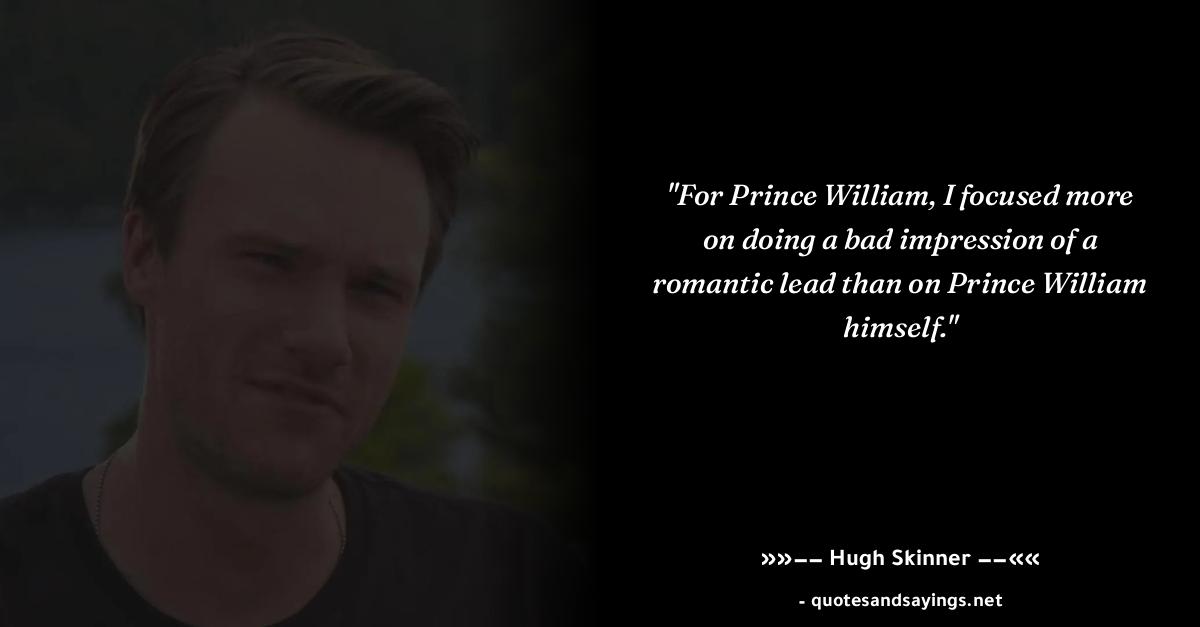 "For Prince William, I focused more
on doing a bad impression of a
romantic lead than on Prince William
himself."
»»–– Hugh Skinner ––««
- quotesandsayings.net